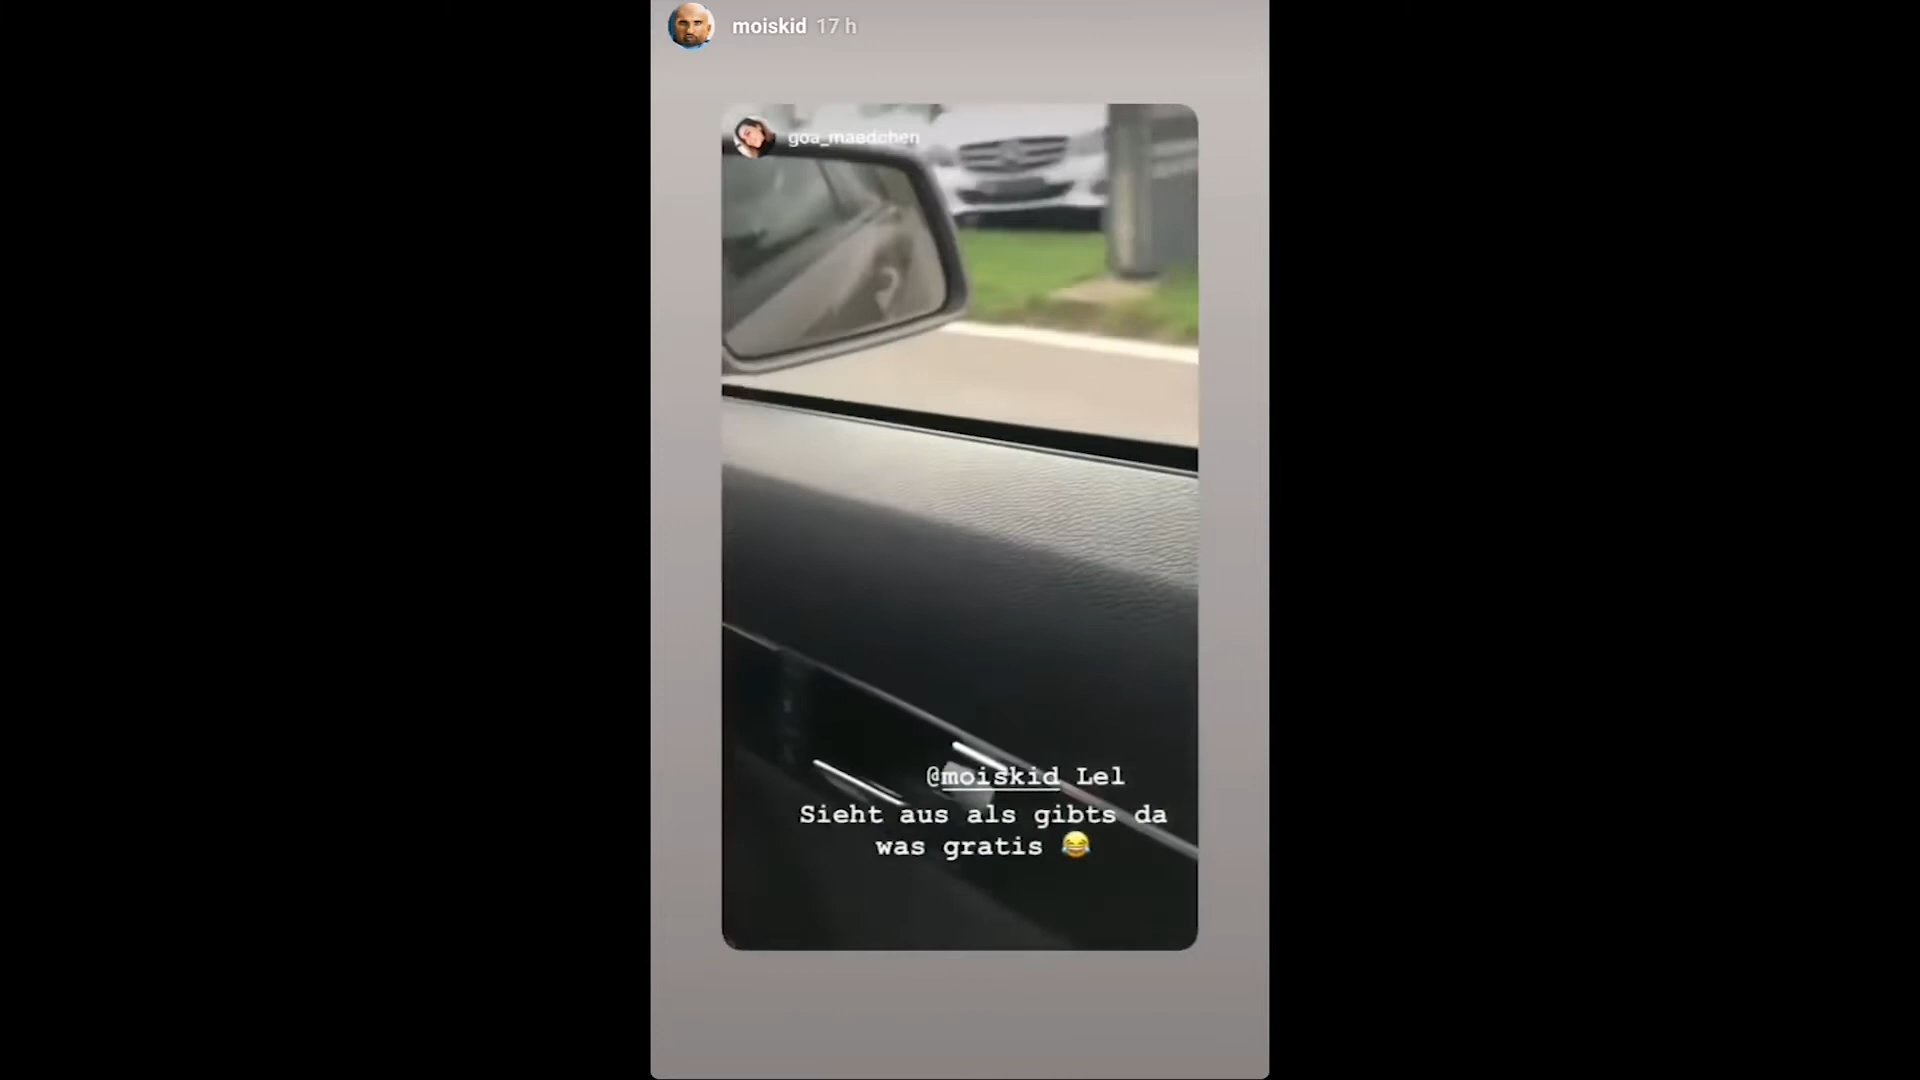 moiskid 17 h
goa_maedchen
@moiskid Lel
Sieht aus als gibts da
was gratis 😂